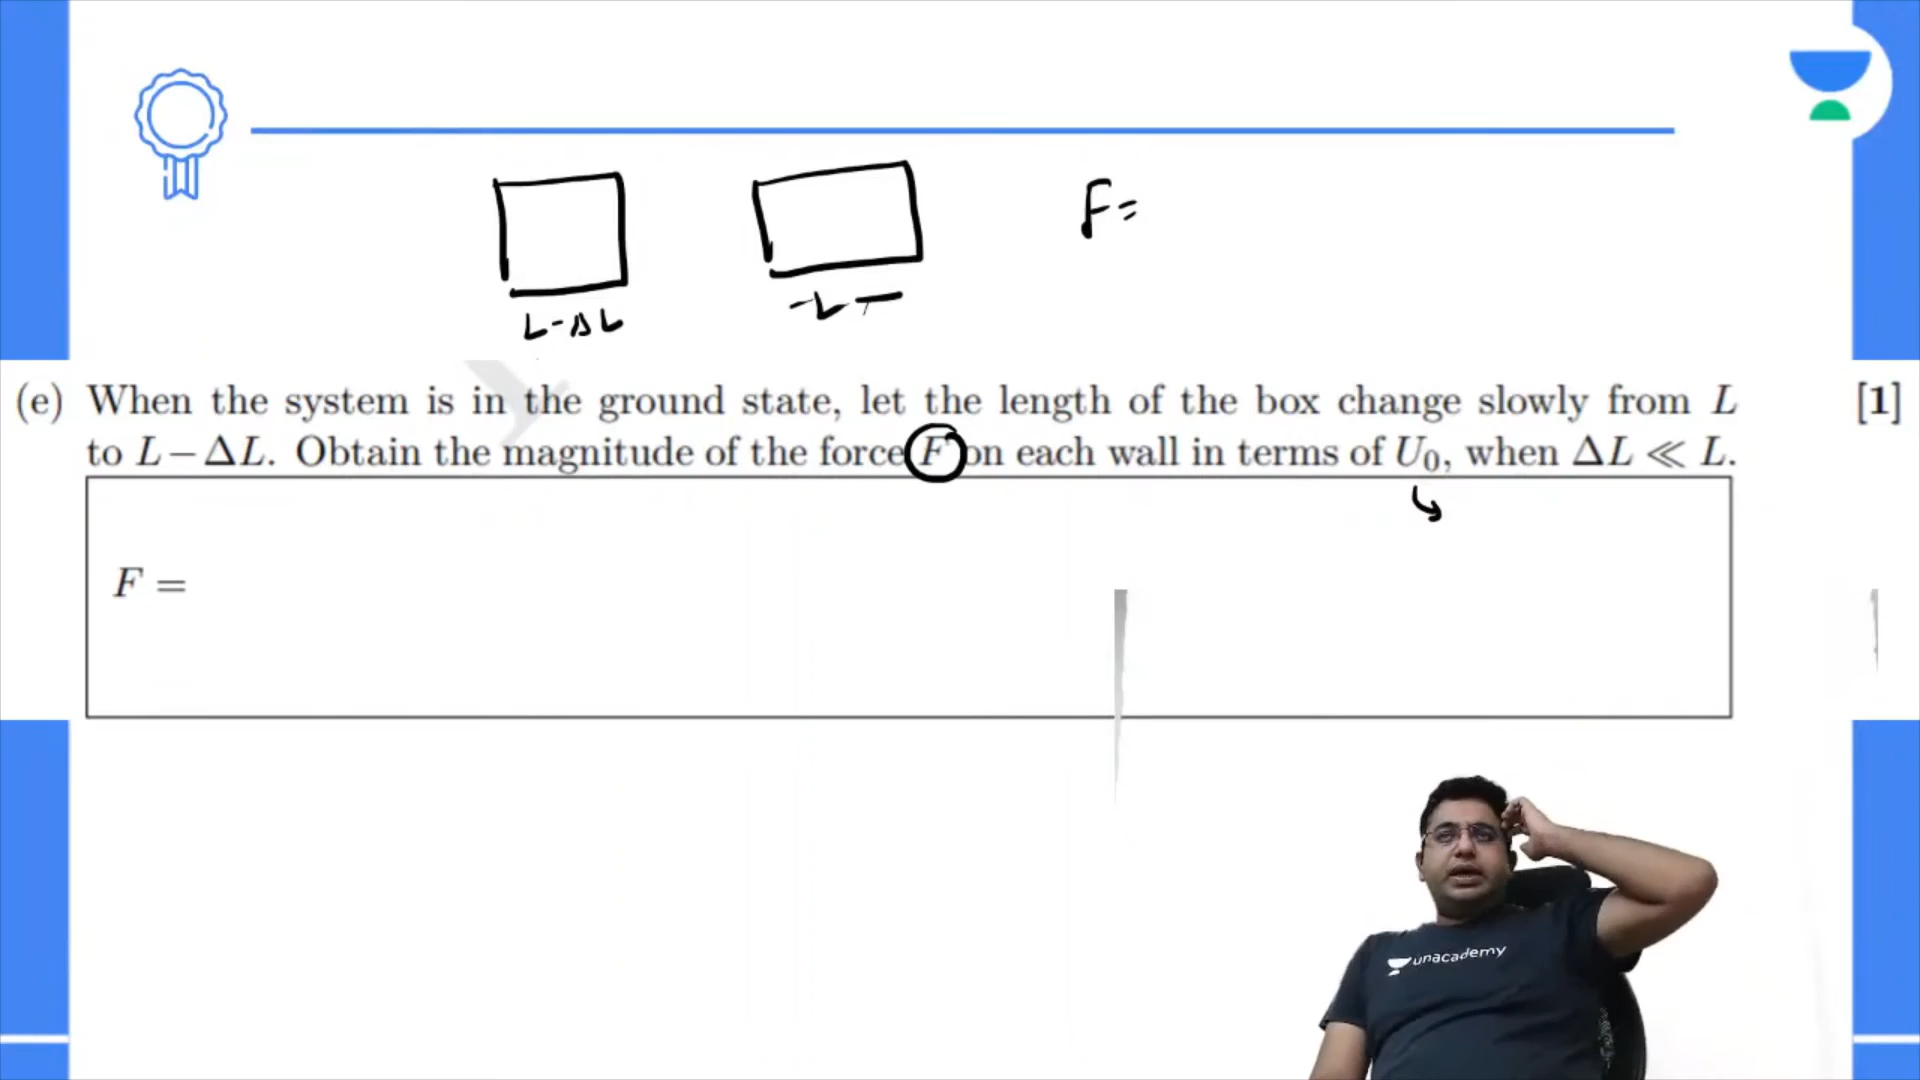 F=
L-ΔL
-L-
(e) When the system is in the ground state, let the length of the box change slowly from L [1]
to L−ΔL. Obtain the magnitude of the force F on each wall in terms of U₀, when ΔL ≪ L.
F =
unacademy